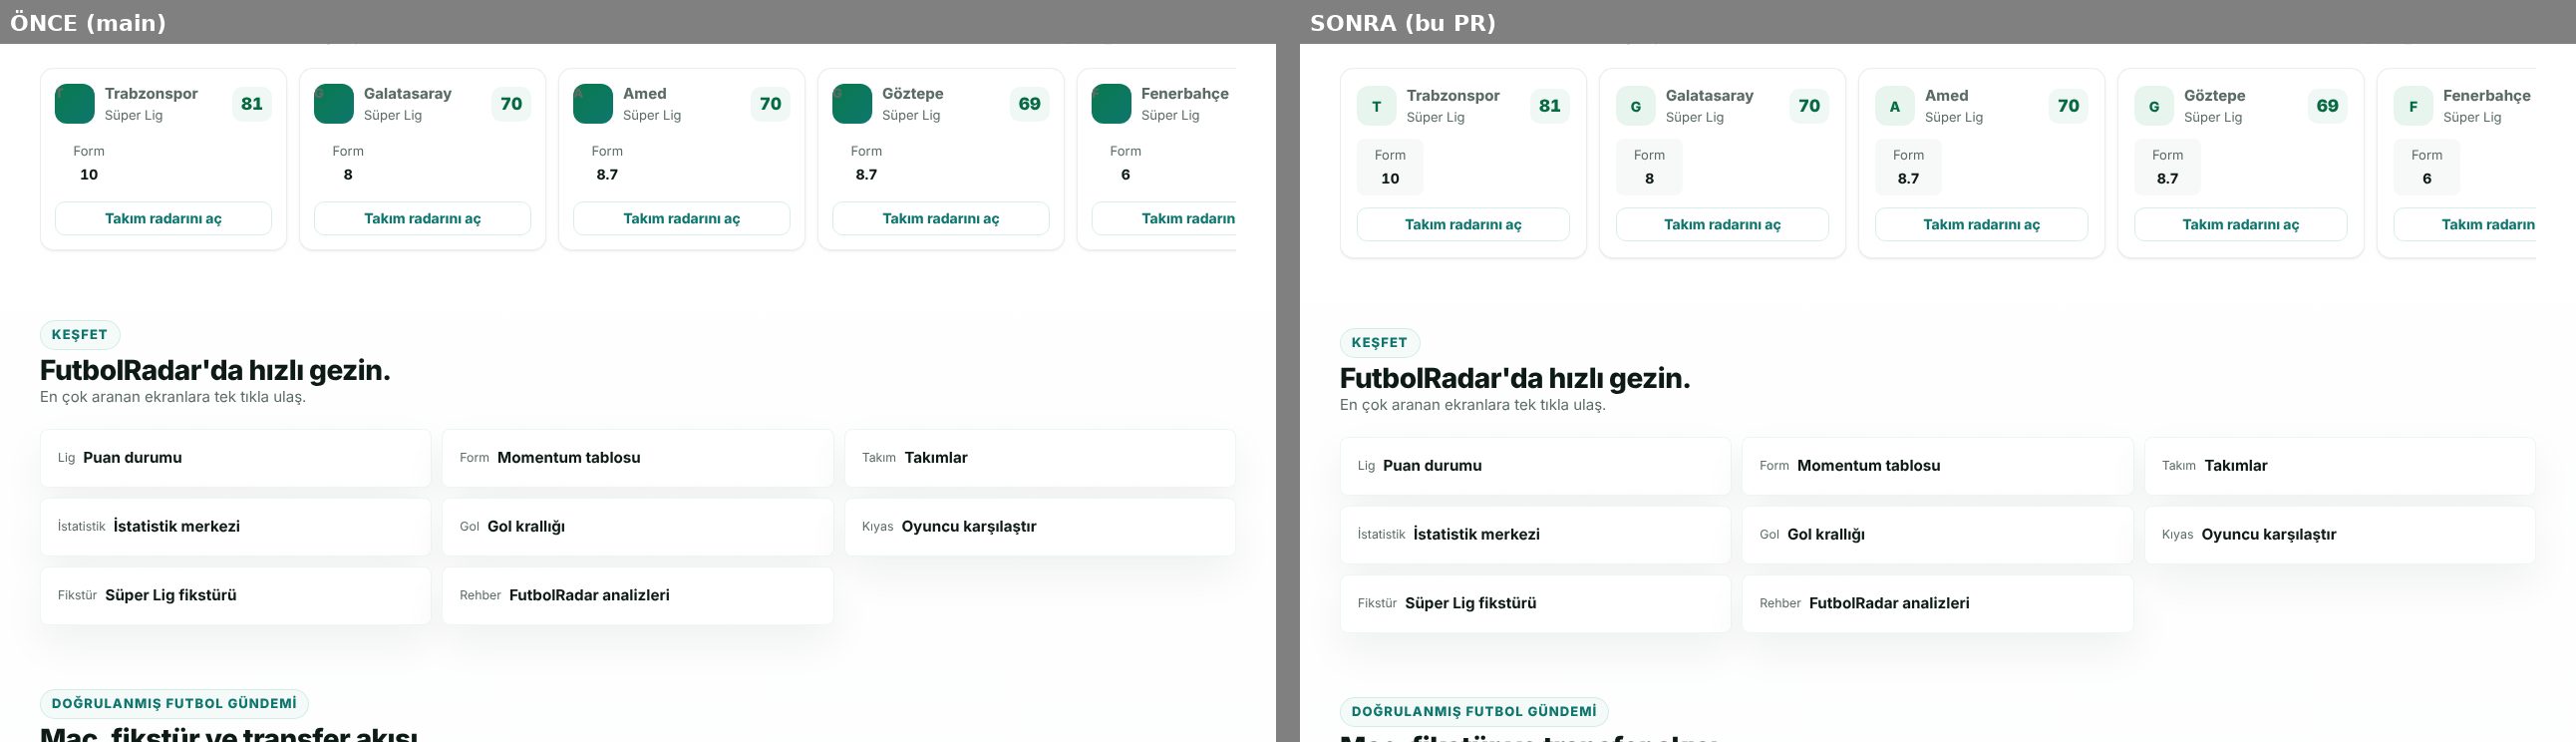 ÖNCE (main)
Trabzonspor
Süper Lig
81
Form
10
Takım radarını aç
Galatasaray
Süper Lig
70
Form
8
Takım radarını aç
Amed
Süper Lig
70
Form
8.7
Takım radarını aç
Göztepe
Süper Lig
69
Form
8.7
Takım radarını aç
Fenerbahçe
Süper Lig
Form
6
Takım radarın
KEŞFET
FutbolRadar'da hızlı gezin.
En çok aranan ekranlara tek tıkla ulaş.
Lig Puan durumu
Form Momentum tablosu
Takım Takımlar
İstatistik İstatistik merkezi
Gol Gol krallığı
Kıyas Oyuncu karşılaştır
Fikstür Süper Lig fikstürü
Rehber FutbolRadar analizleri
DOĞRULANMIŞ FUTBOL GÜNDEMİ
Maç, fikstür ve transfer akışı
SONRA (bu PR)
T
Trabzonspor
Süper Lig
81
Form
10
Takım radarını aç
G
Galatasaray
Süper Lig
70
Form
8
Takım radarını aç
A
Amed
Süper Lig
70
Form
8.7
Takım radarını aç
G
Göztepe
Süper Lig
69
Form
8.7
Takım radarını aç
F
Fenerbahçe
Süper Lig
Form
6
Takım radarın
KEŞFET
FutbolRadar'da hızlı gezin.
En çok aranan ekranlara tek tıkla ulaş.
Lig Puan durumu
Form Momentum tablosu
Takım Takımlar
İstatistik İstatistik merkezi
Gol Gol krallığı
Kıyas Oyuncu karşılaştır
Fikstür Süper Lig fikstürü
Rehber FutbolRadar analizleri
DOĞRULANMIŞ FUTBOL GÜNDEMİ